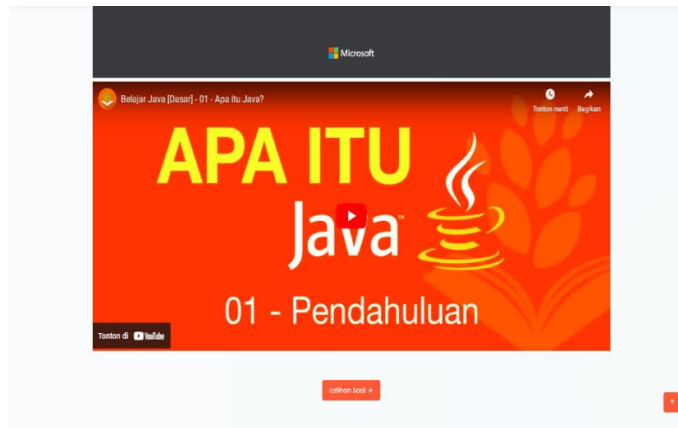 Microsoft
Belajar Java [Dasar] - 01 - Apa itu Java?
Tonton nanti
Bagikan
APA ITU
Java™
01 - Pendahuluan
Tonton di YouTube
Latihan Soal →